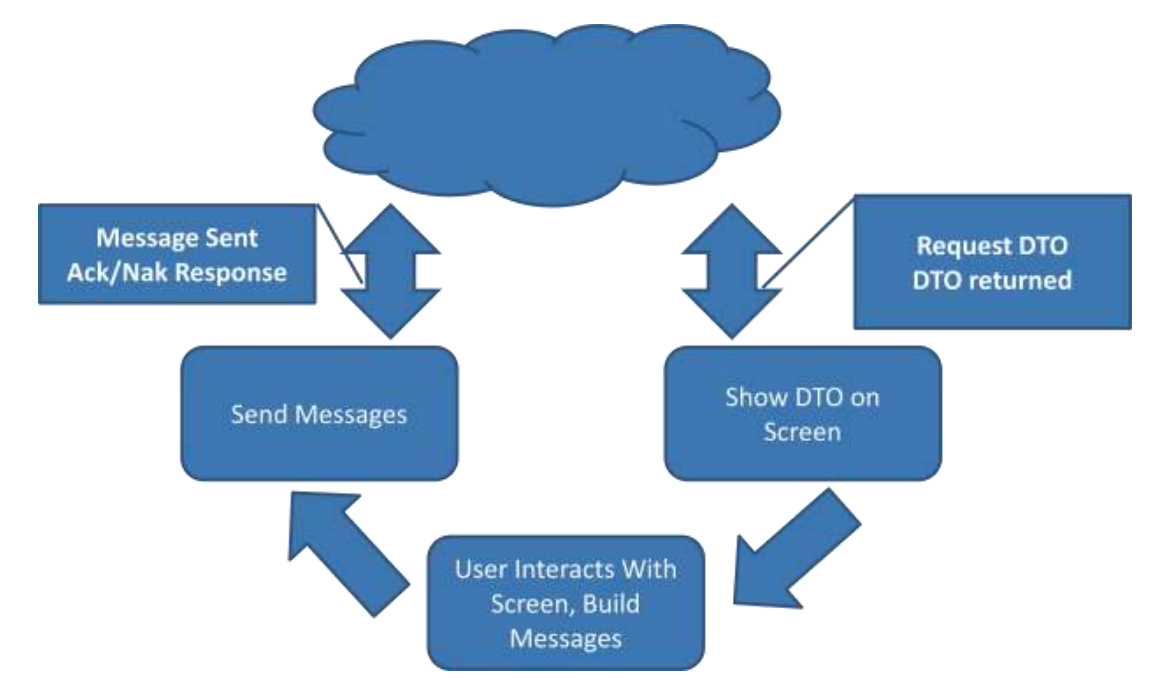 Message Sent
Ack/Nak Response
Request DTO
DTO returned
Send Messages
Show DTO on
Screen
User Interacts With
Screen, Build
Messages